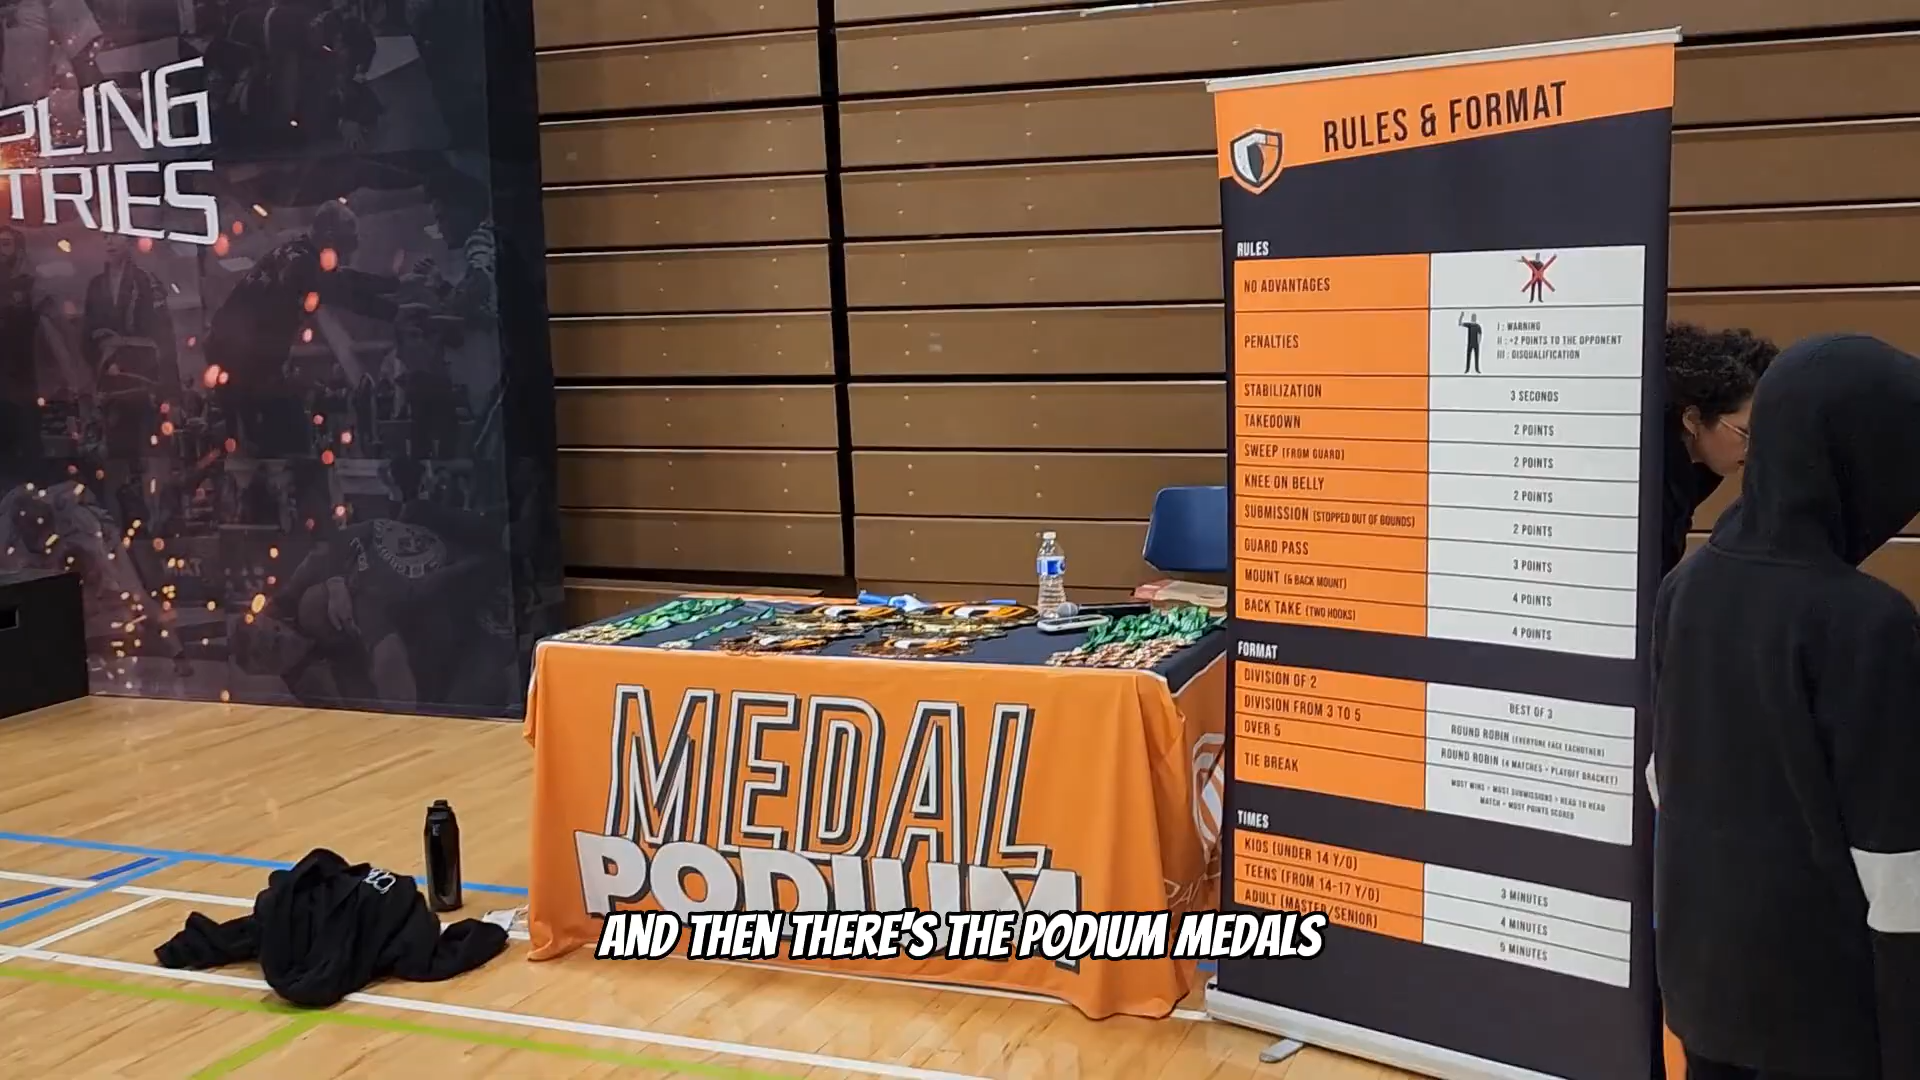 PLING
TRIES
RULES & FORMAT
RULES
NO ADVANTAGES
PENALTIES
I : WARNING
II : +2 POINTS TO THE OPPONENT
III : DISQUALIFICATION
STABILIZATION
3 SECONDS
TAKEDOWN
2 POINTS
SWEEP (FROM GUARD)
2 POINTS
KNEE ON BELLY
2 POINTS
SUBMISSION (STOPPED OUT OF BOUNDS)
2 POINTS
GUARD PASS
3 POINTS
MOUNT (& BACK MOUNT)
4 POINTS
BACK TAKE (TWO HOOKS)
4 POINTS
FORMAT
DIVISION OF 2
BEST OF 3
DIVISION FROM 3 TO 5
ROUND ROBIN (EVERYONE FACE EACHOTHER)
OVER 5
ROUND ROBIN (4 MATCHES + PLAYOFF BRACKET)
TIE BREAK
MOST WINS > MOST SUBMISSIONS > HEAD TO HEAD
MATCH > MOST POINTS SCORED
TIMES
KIDS (UNDER 14 Y/O)
3 MINUTES
TEENS (FROM 14-17 Y/O)
4 MINUTES
ADULT (MASTER/SENIOR)
5 MINUTES
MEDAL
PODIUM
AND THEN THERE'S THE PODIUM MEDALS